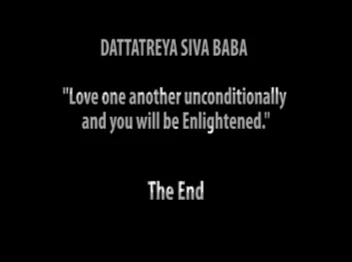 DATTATREYA SIVA BABA
"Love one another unconditionally
and you will be Enlightened."
The End